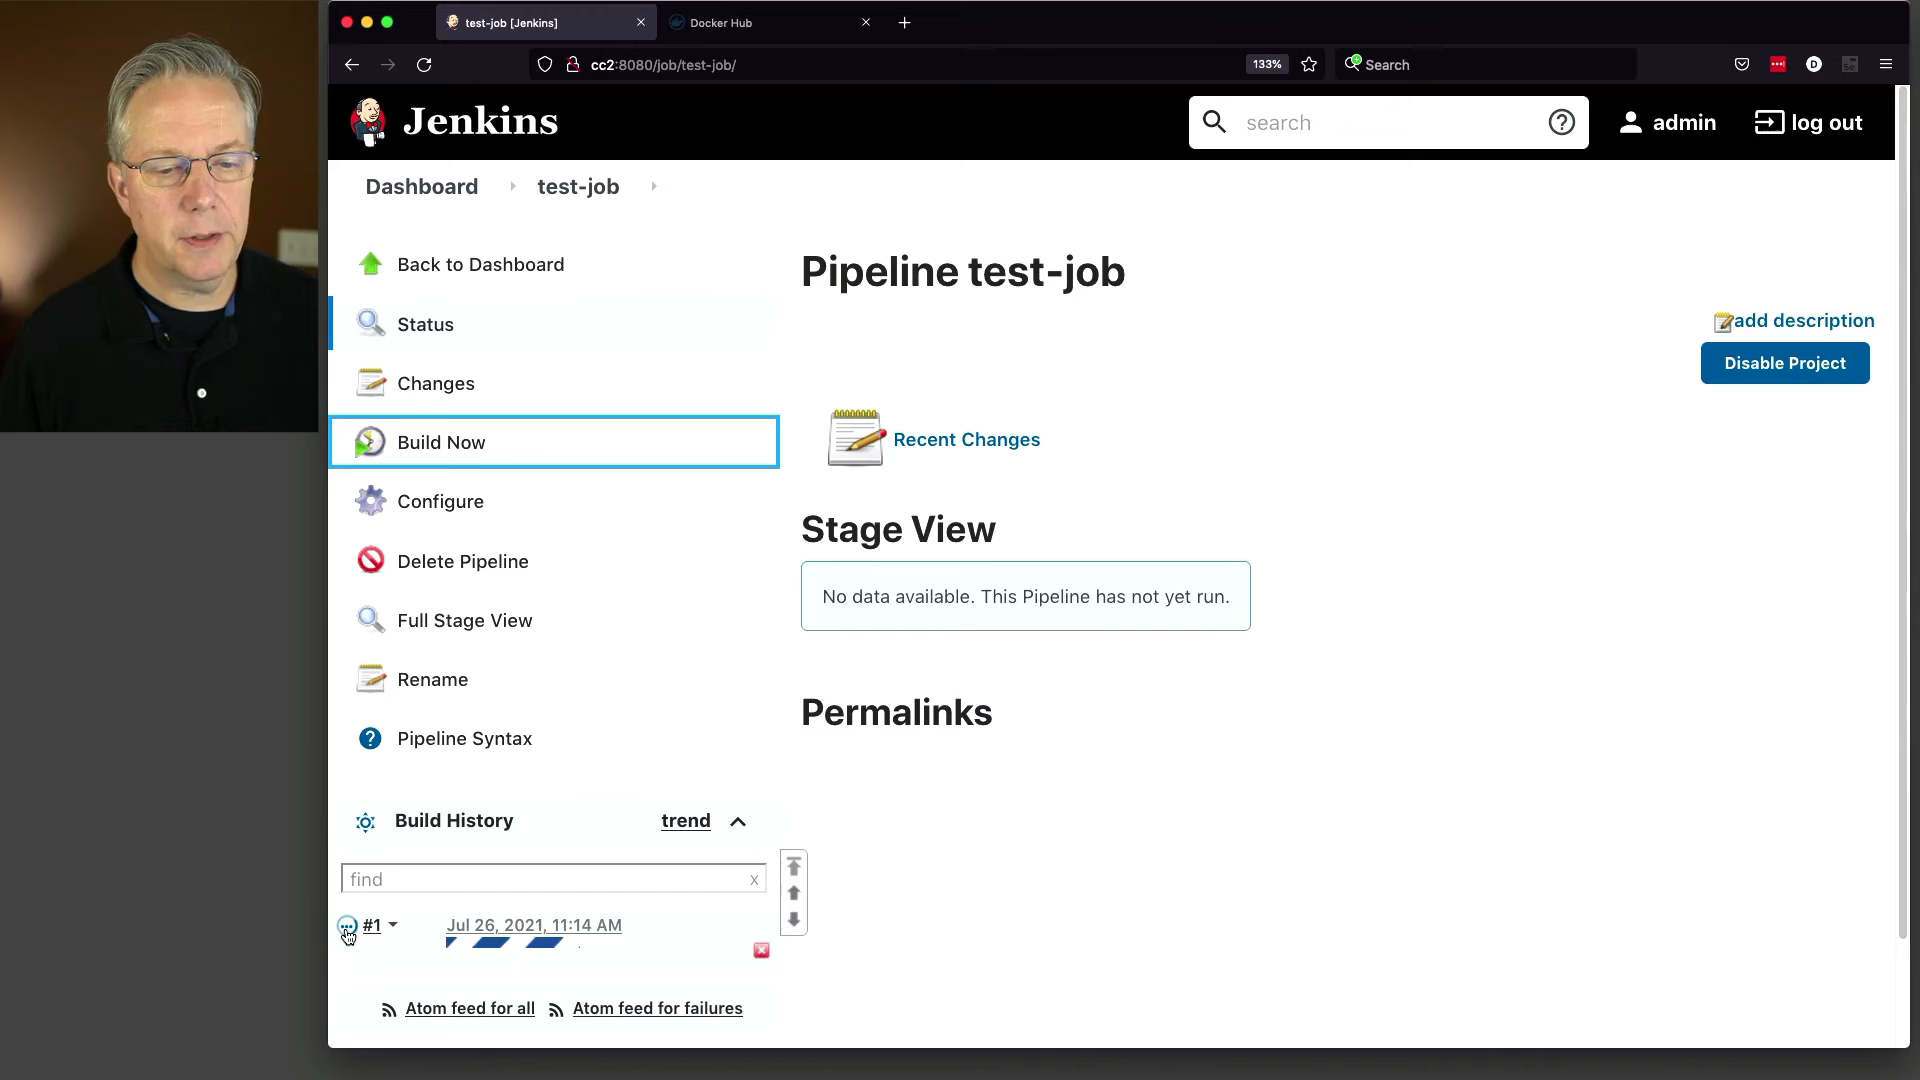 test-job [Jenkins]
Docker Hub
cc2:8080/job/test-job/
133%
Search
Jenkins
search
admin
log out
Dashboard
test-job
Back to Dashboard
Status
Changes
Build Now
Configure
Delete Pipeline
Full Stage View
Rename
Pipeline Syntax
Build History
trend
find
x
#1
Jul 26, 2021, 11:14 AM
Atom feed for all
Atom feed for failures
Pipeline test-job
add description
Disable Project
Recent Changes
Stage View
No data available. This Pipeline has not yet run.
Permalinks